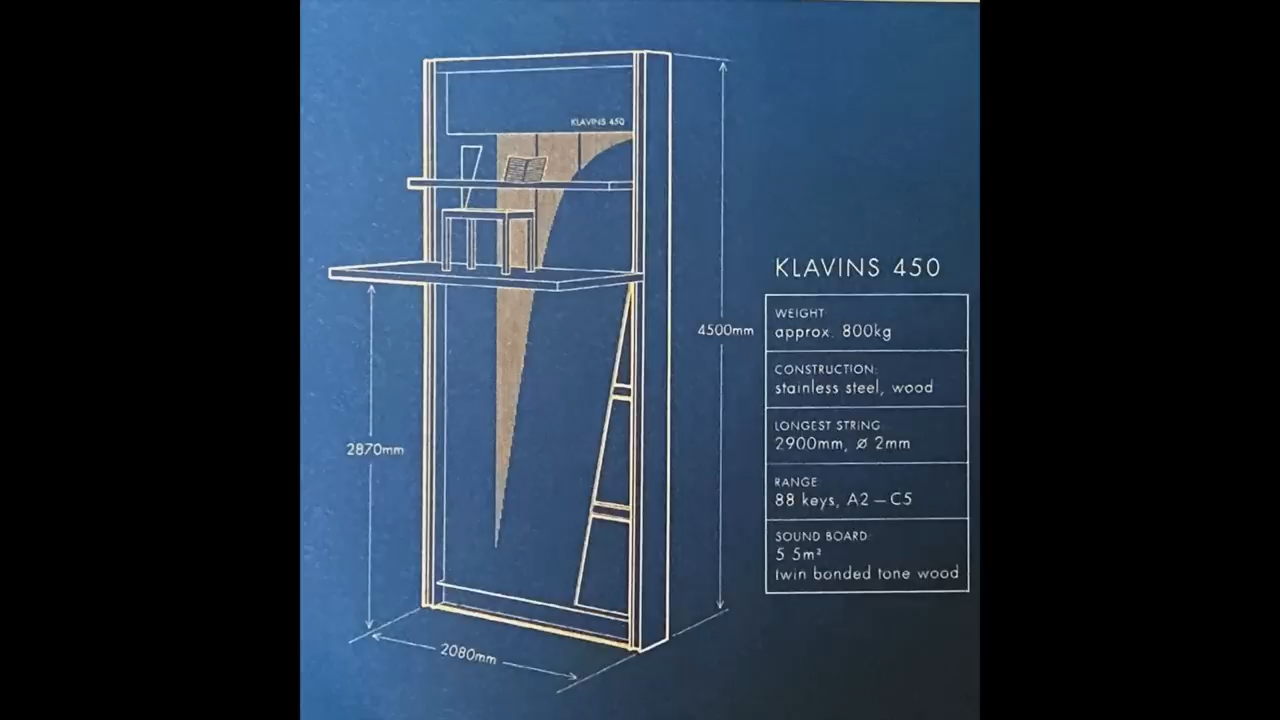 KLAVINS 450
4500mm
2870mm
2080mm
KLAVINS 450
WEIGHT:
approx. 800kg
CONSTRUCTION:
stainless steel, wood
LONGEST STRING:
2900mm, ⌀ 2mm
RANGE:
88 keys, A2 – C5
SOUND BOARD:
5.5m²
twin bonded tone wood